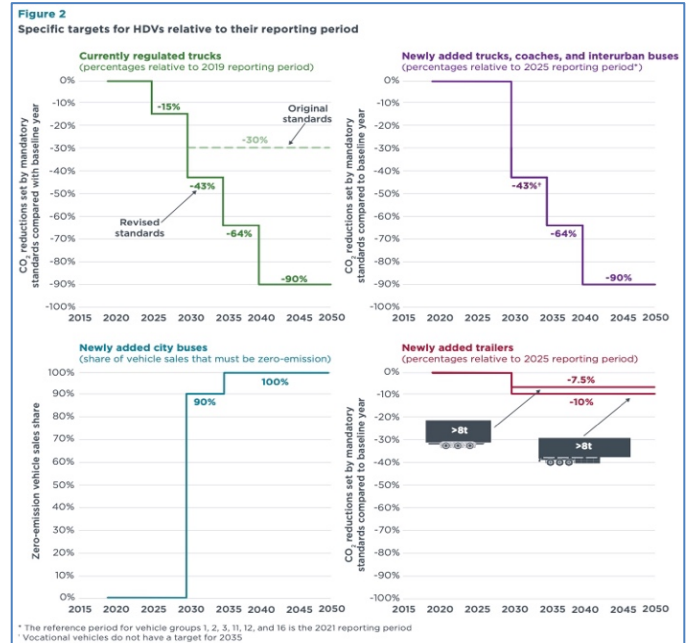 Figure 2
Specific targets for HDVs relative to their reporting period
Currently regulated trucks
(percentages relative to 2019 reporting period)
CO2 reductions set by mandatory
standards compared with baseline year
0%
-10%
-20%
-30%
-40%
-50%
-60%
-70%
-80%
-90%
-100%
-15%
Original
standards
-30%
-43%
Revised
standards
-64%
-90%
2015 2020 2025 2030 2035 2040 2045 2050
Newly added trucks, coaches, and interurban buses
(percentages relative to 2025 reporting period*)
CO2 reductions set by mandatory
standards compared to baseline year
0%
-10%
-20%
-30%
-40%
-50%
-60%
-70%
-80%
-90%
-100%
-43%†
-64%
-90%
2015 2020 2025 2030 2035 2040 2045 2050
Newly added city buses
(share of vehicle sales that must be zero-emission)
Zero-emission vehicle sales share
100%
90%
80%
70%
60%
50%
40%
30%
20%
10%
0%
100%
90%
2015 2020 2025 2030 2035 2040 2045 2050
Newly added trailers
(percentages relative to 2025 reporting period)
CO2 reductions set by mandatory
standards compared to baseline year
0%
-10%
-20%
-30%
-40%
-50%
-60%
-70%
-80%
-90%
-100%
-7.5%
-10%
>8t
>8t
2015 2020 2025 2030 2035 2040 2045 2050
* The reference period for vehicle groups 1, 2, 3, 11, 12, and 16 is the 2021 reporting period
Vocational vehicles do not have a target for 2035